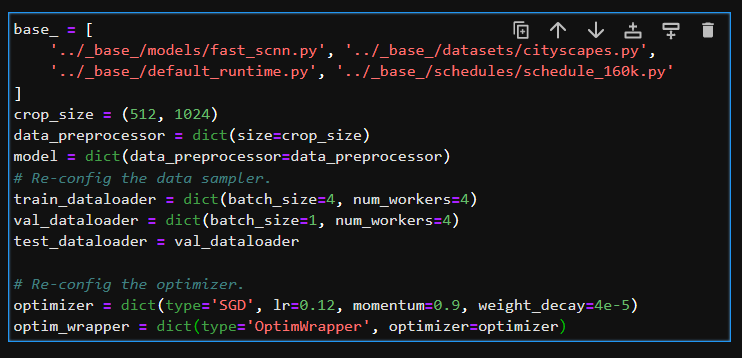 base_ = [
    '../_base_/models/fast_scnn.py', '../_base_/datasets/cityscapes.py',
    '../_base_/default_runtime.py', '../_base_/schedules/schedule_160k.py'
]
crop_size = (512, 1024)
data_preprocessor = dict(size=crop_size)
model = dict(data_preprocessor=data_preprocessor)
# Re-config the data sampler.
train_dataloader = dict(batch_size=4, num_workers=4)
val_dataloader = dict(batch_size=1, num_workers=4)
test_dataloader = val_dataloader

# Re-config the optimizer.
optimizer = dict(type='SGD', lr=0.12, momentum=0.9, weight_decay=4e-5)
optim_wrapper = dict(type='OptimWrapper', optimizer=optimizer)